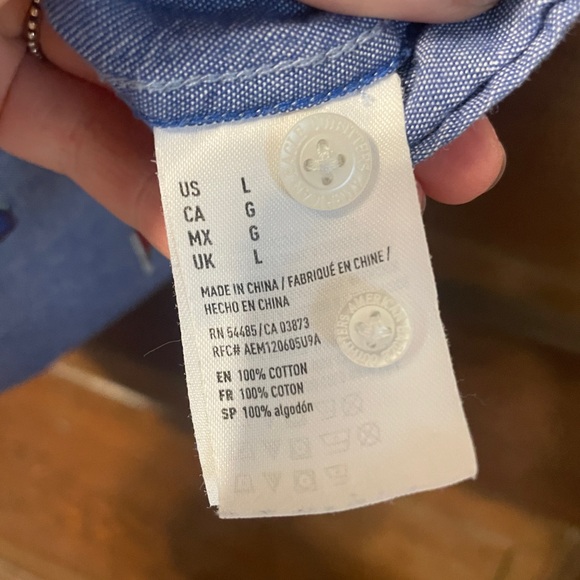 US L
CA G
MX G
UK L
MADE IN CHINA / FABRIQUÉ EN CHINE /
HECHO EN CHINA
RN 54485/CA 03873
RFC# AEM120605U9A
EN 100% COTTON
FR 100% COTON
SP 100% algodón
AMERICAN